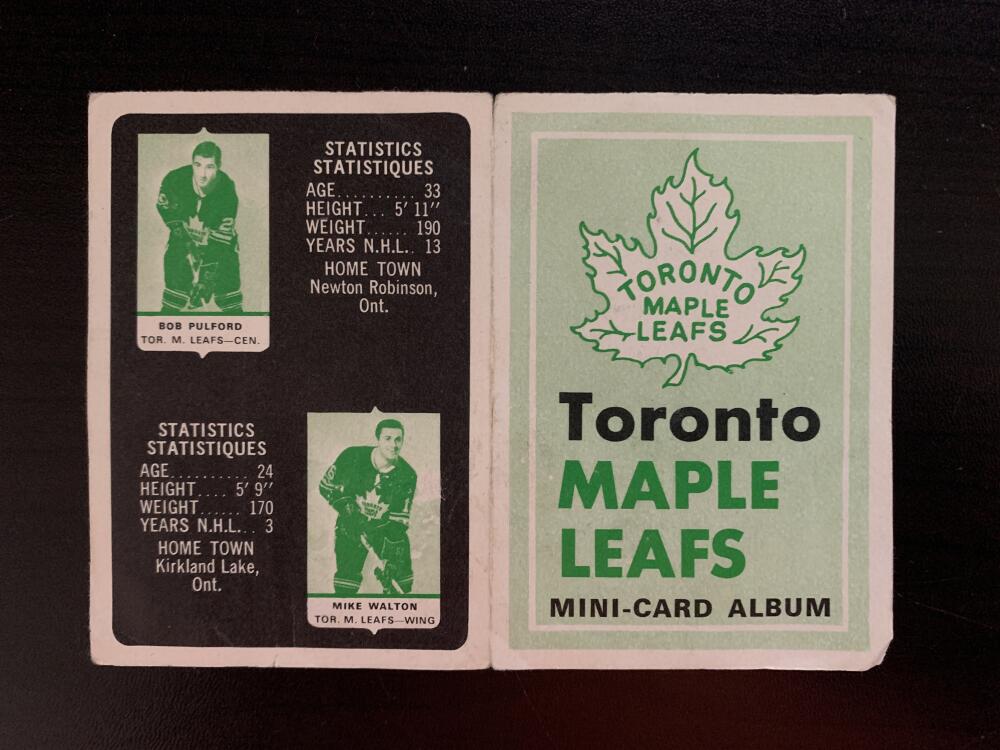 STATISTICS
STATISTIQUES
AGE.......... 33
HEIGHT... 5' 11"
WEIGHT...... 190
YEARS N.H.L.. 13
HOME TOWN
Newton Robinson,
Ont.
BOB PULFORD
TOR. M. LEAFS—CEN.
STATISTICS
STATISTIQUES
AGE.......... 24
HEIGHT.... 5' 9"
WEIGHT...... 170
YEARS N.H.L... 3
HOME TOWN
Kirkland Lake,
Ont.
MIKE WALTON
TOR. M. LEAFS—WING
TORONTO
MAPLE
LEAFS
Toronto
MAPLE
LEAFS
MINI-CARD ALBUM